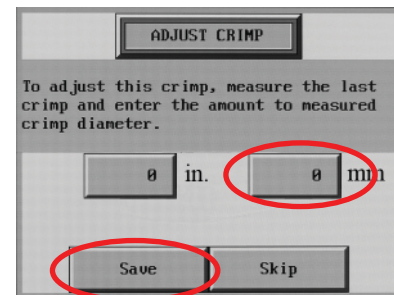 ADJUST CRIMP
To adjust this crimp, measure the last
crimp and enter the amount to measured
crimp diameter.
0 in. 0 mm
Save Skip